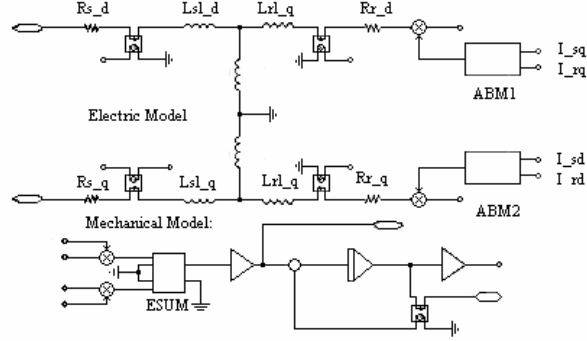 Rs_d Lsl_d Lrl_q Rr_d
I_sq
I_rq
ABM1
Electric Model
I_sd
I_rd
Rs_q Lsl_q Lrl_q Rr_q
ABM2
Mechanical Model:
ESUM